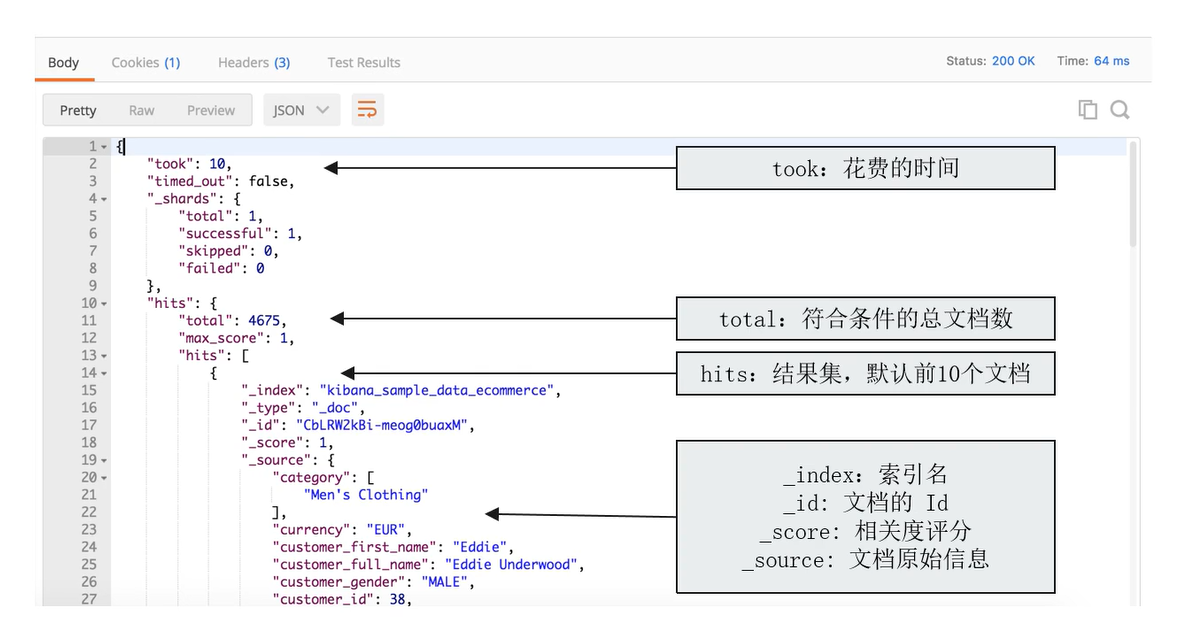 Body Cookies (1) Headers (3) Test Results Status: 200 OK Time: 64 ms
Pretty Raw Preview JSON
1 {
2 "took": 10,
took: 花费的时间
3 "timed_out": false,
4 "_shards": {
5 "total": 1,
6 "successful": 1,
7 "skipped": 0,
8 "failed": 0
9 },
10 "hits": {
11 "total": 4675,
total: 符合条件的总文档数
12 "max_score": 1,
13 "hits": [
14 {
hits: 结果集，默认前10个文档
15 "_index": "kibana_sample_data_ecommerce",
16 "_type": "_doc",
17 "_id": "CbLRW2kBi-meog0buaxM",
18 "_score": 1,
19 "_source": {
20 "category": [
21 "Men's Clothing"
22 ],
23 "currency": "EUR",
24 "customer_first_name": "Eddie",
25 "customer_full_name": "Eddie Underwood",
26 "customer_gender": "MALE",
27 "customer_id": 38,
_index: 索引名
_id: 文档的 Id
_score: 相关度评分
_source: 文档原始信息